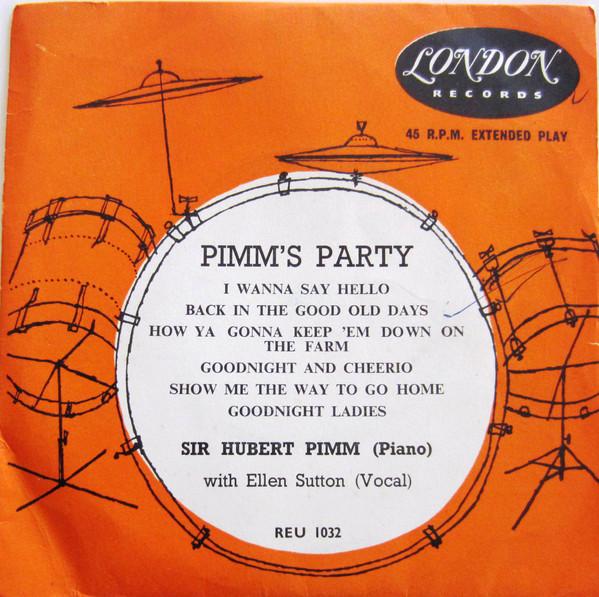 LONDON
RECORDS
45 R.P.M. EXTENDED PLAY
PIMM'S PARTY
I WANNA SAY HELLO
BACK IN THE GOOD OLD DAYS
HOW YA GONNA KEEP 'EM DOWN ON
THE FARM
GOODNIGHT AND CHEERIO
SHOW ME THE WAY TO GO HOME
GOODNIGHT LADIES
SIR HUBERT PIMM (Piano)
with Ellen Sutton (Vocal)
REU 1032